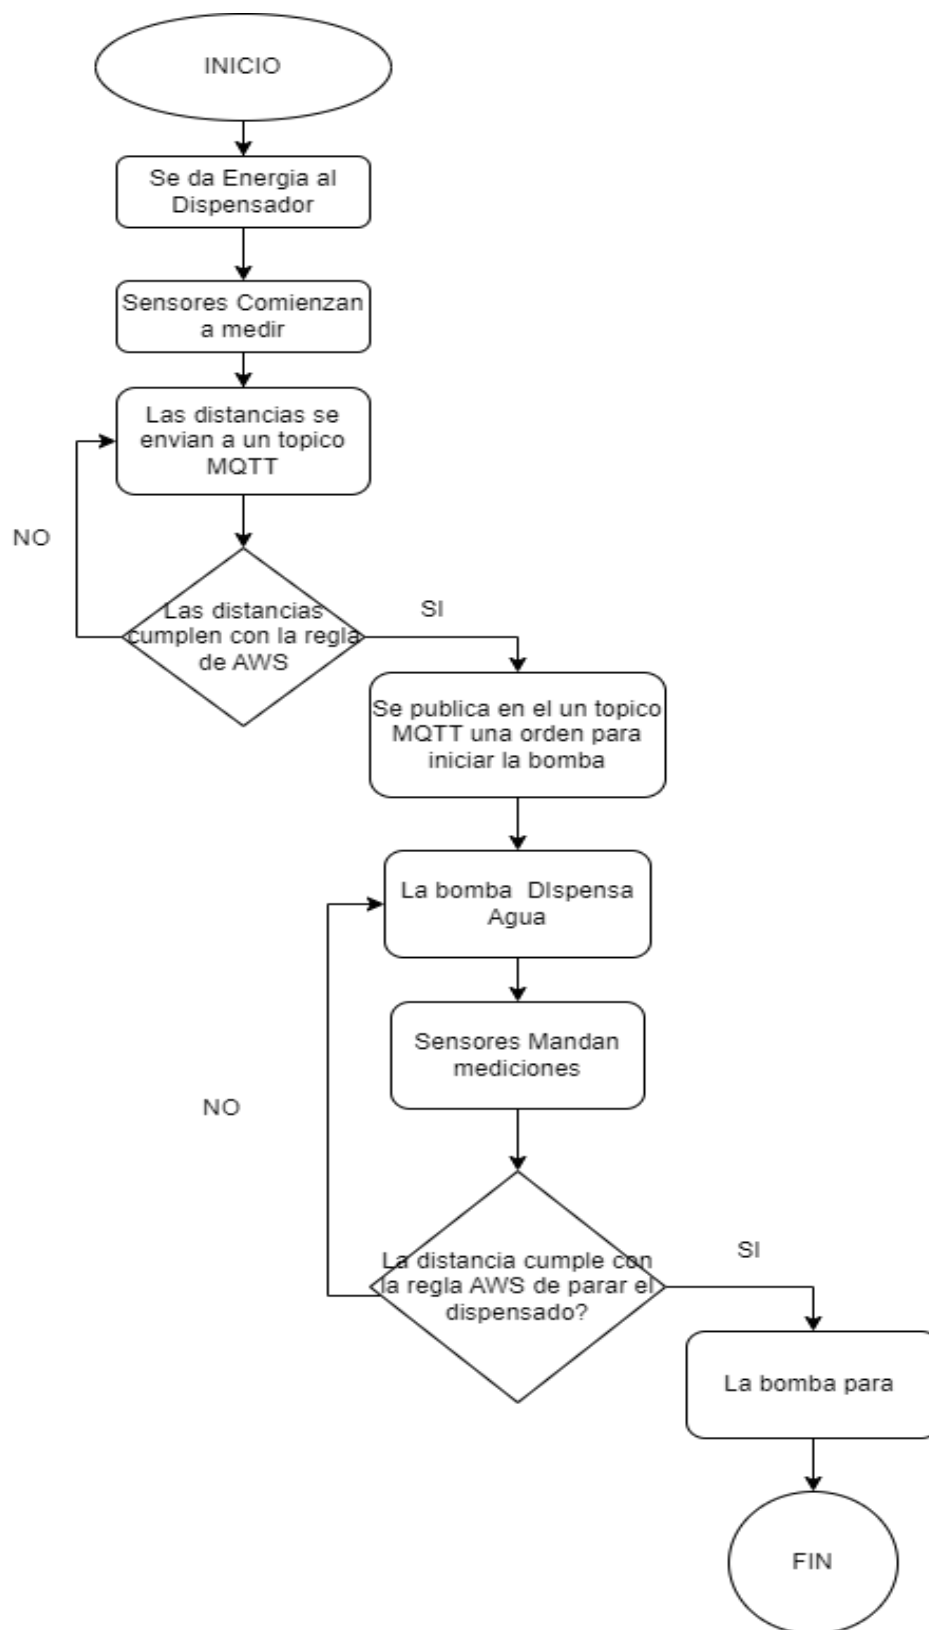 INICIO
Se da Energia al
Dispensador
Sensores Comienzan
a medir
Las distancias se
envian a un topico
MQTT
NO
Las distancias
cumplen con la regla
de AWS
SI
Se publica en el un topico
MQTT una orden para
iniciar la bomba
La bomba DIspensa
Agua
Sensores Mandan
mediciones
NO
La distancia cumple con
la regla AWS de parar el
dispensado?
SI
La bomba para
FIN